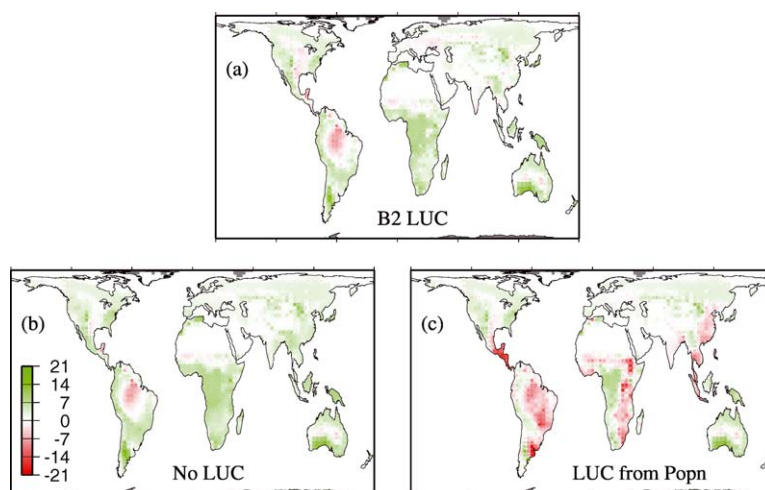 (a)
B2 LUC
(b)
21
14
7
0
-7
-14
-21
No LUC
(c)
LUC from Popn